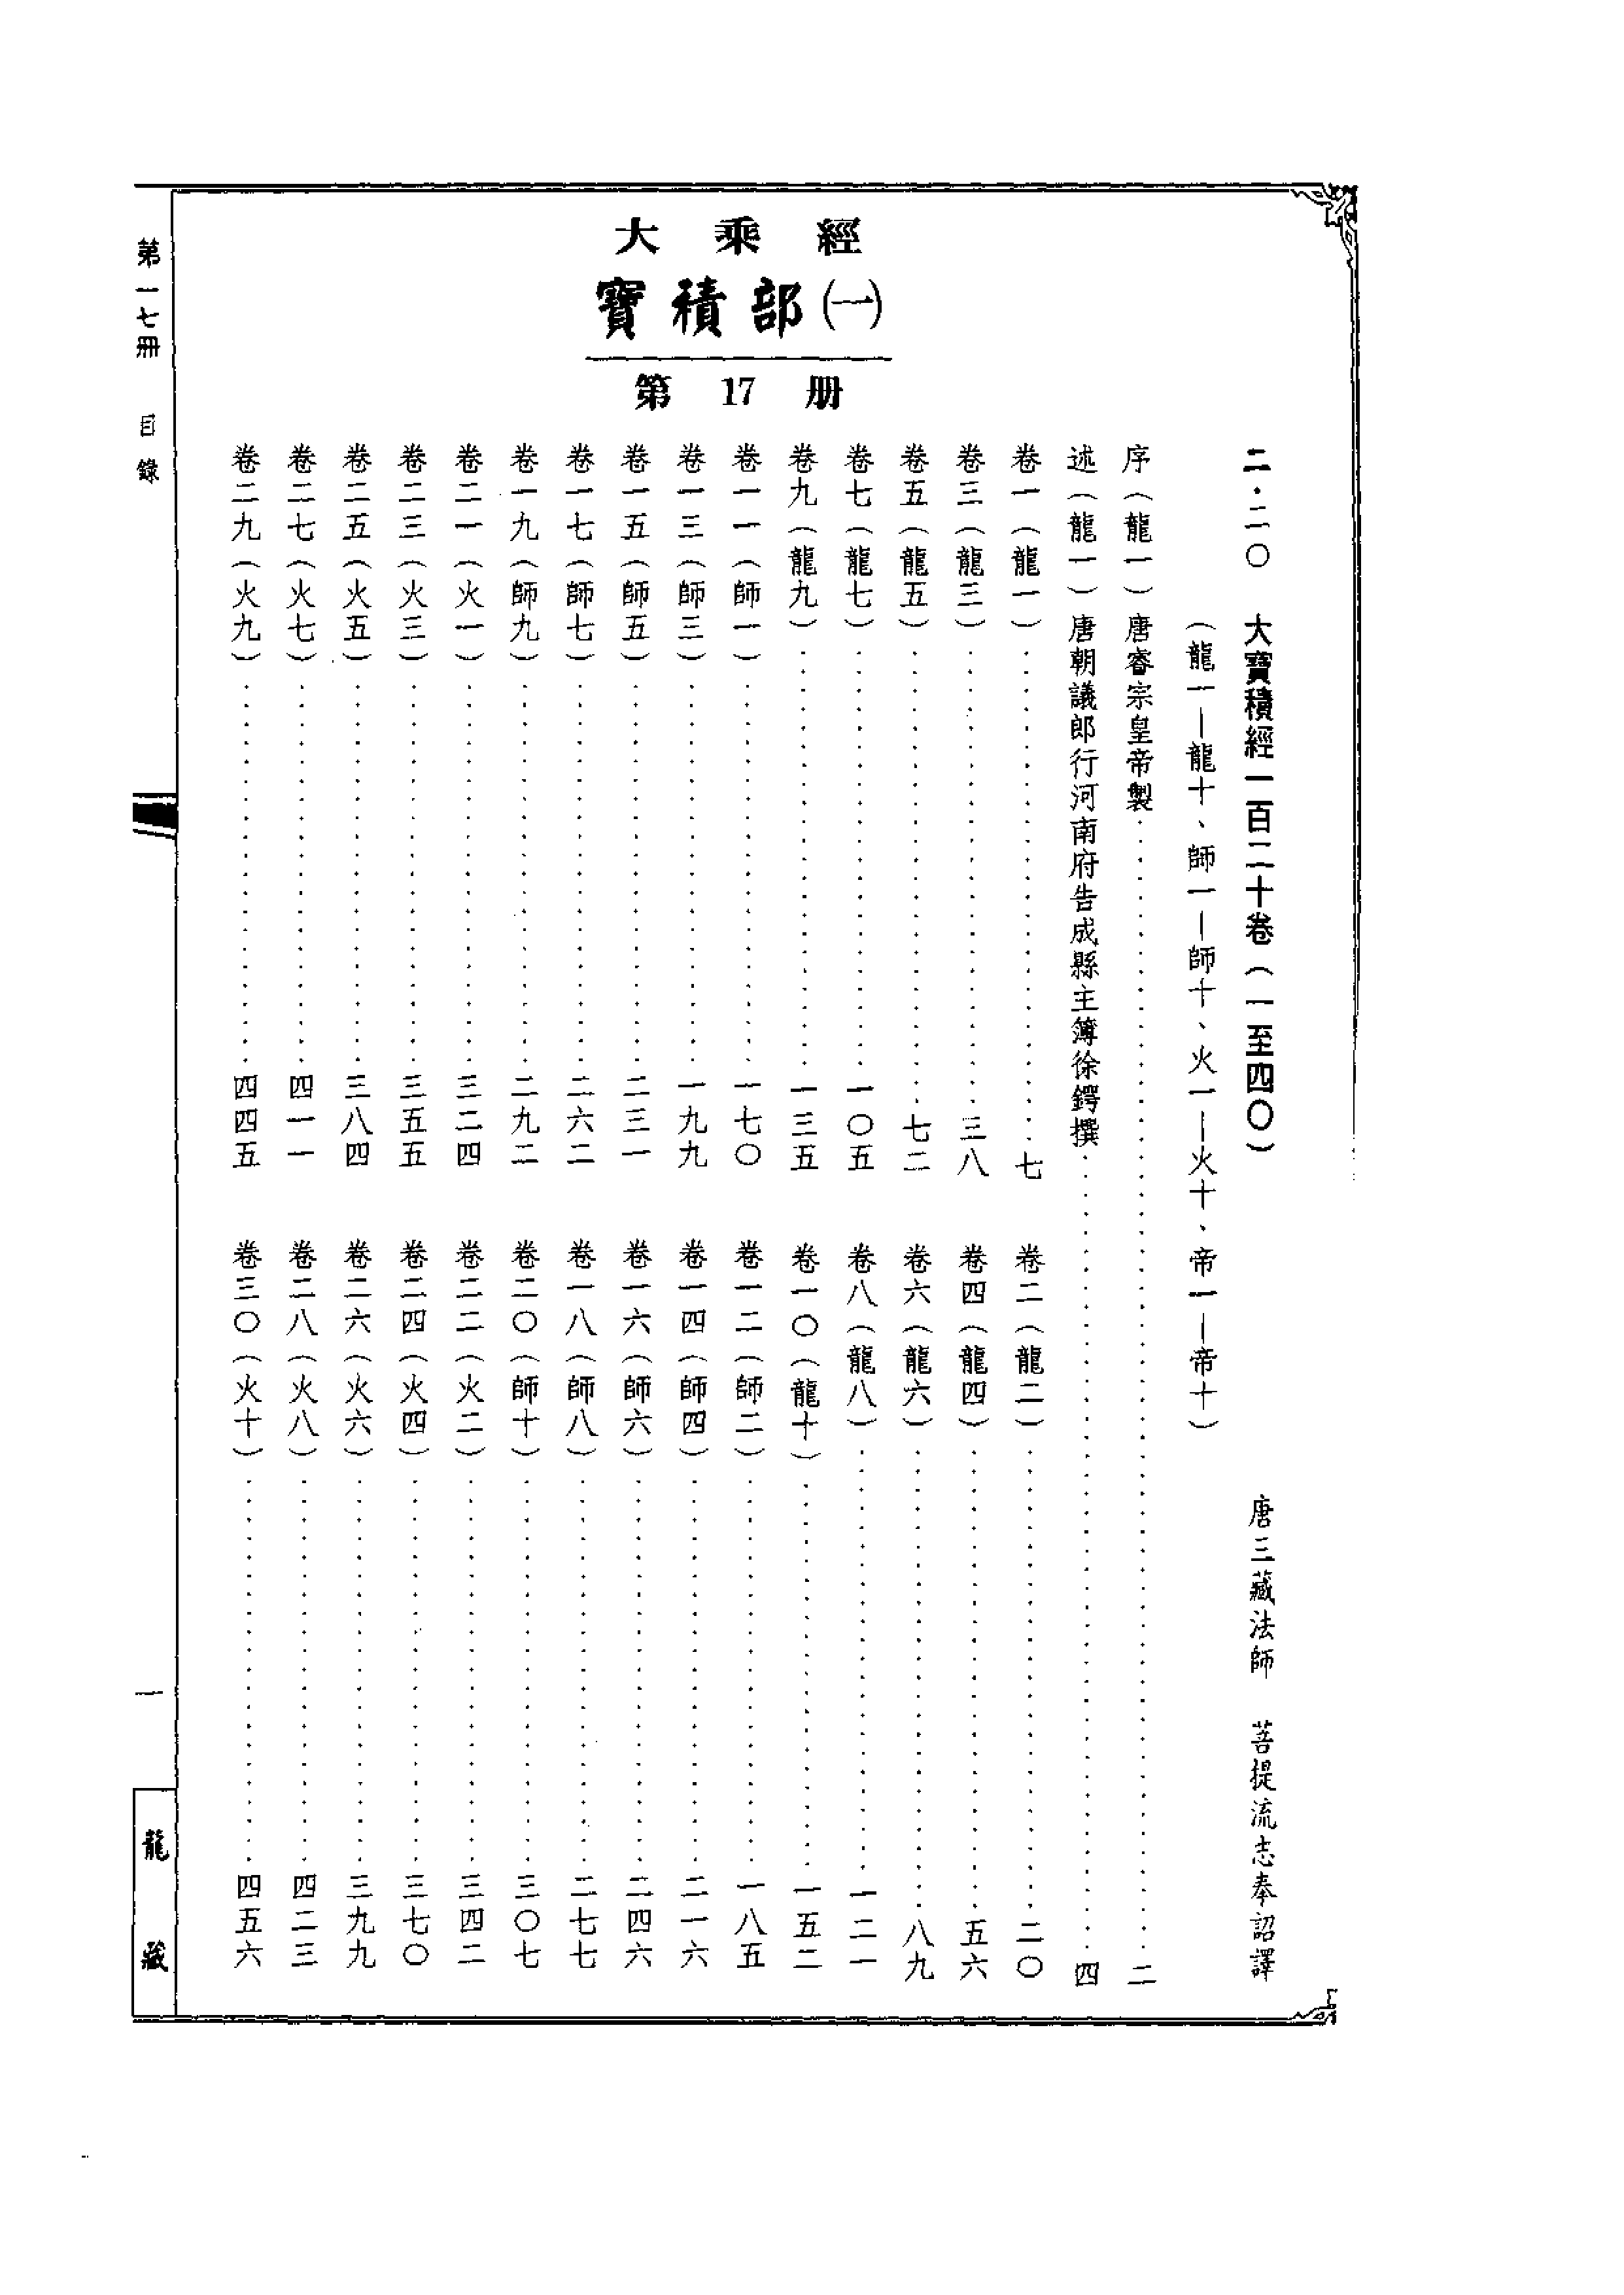 大乘經
寶積部(一)
第17册
二·二〇　大寶積經一百二十卷（一至四〇）　唐三藏法師　菩提流志奉詔譯
（龍一—龍十、師一—師十、火一—火十、帝一—帝十）
序（龍一）唐睿宗皇帝製……二
述（龍一）唐朝議郎行河南府告成縣主簿徐鍔撰……四
卷一（龍一）……七　卷二（龍二）……二〇
卷三（龍三）……三八　卷四（龍四）……五六
卷五（龍五）……七二　卷六（龍六）……八九
卷七（龍七）……一〇五　卷八（龍八）……一二一
卷九（龍九）……一三五　卷一〇（龍十）……一五二
卷一一（師一）……一七〇　卷一二（師二）……一八五
卷一三（師三）……一九九　卷一四（師四）……二一六
卷一五（師五）……二三一　卷一六（師六）……二四六
卷一七（師七）……二六二　卷一八（師八）……二七七
卷一九（師九）……二九二　卷二〇（師十）……三〇七
卷二一（火一）……三二四　卷二二（火二）……三四二
卷二三（火三）……三五五　卷二四（火四）……三七〇
卷二五（火五）……三八四　卷二六（火六）……三九九
卷二七（火七）……四一一　卷二八（火八）……四二三
卷二九（火九）……四四五　卷三〇（火十）……四五六
第一七冊　目錄　一　龍藏